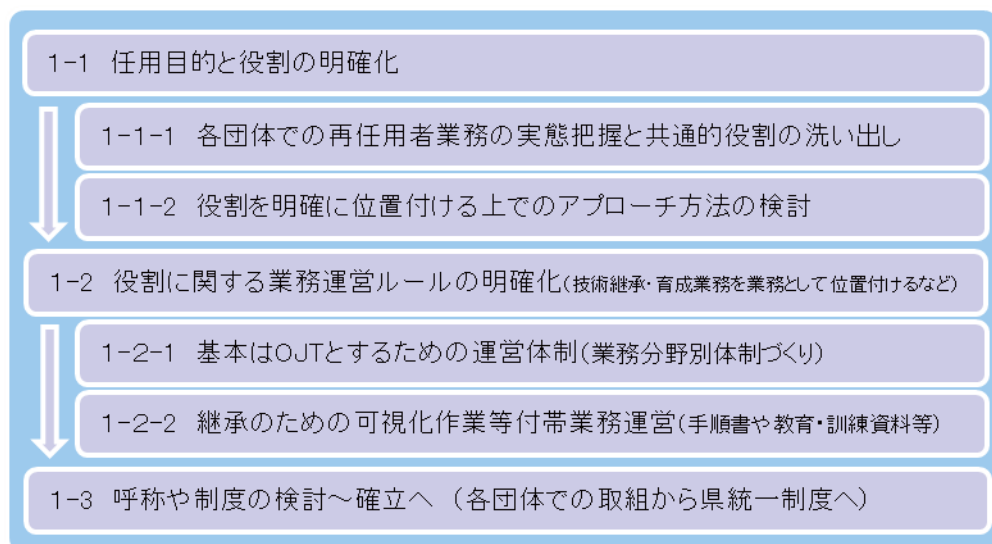 1-1 任用目的と役割の明確化
1-1-1 各団体での再任用者業務の実態把握と共通的役割の洗い出し
1-1-2 役割を明確に位置付ける上でのアプローチ方法の検討
1-2 役割に関する業務運営ルールの明確化(技術継承・育成業務を業務として位置付けるなど)
1-2-1 基本はOJTとするための運営体制(業務分野別体制づくり)
1-2-2 継承のための可視化作業等付帯業務運営(手順書や教育・訓練資料等)
1-3 呼称や制度の検討～確立へ (各団体での取組から県統一制度へ)